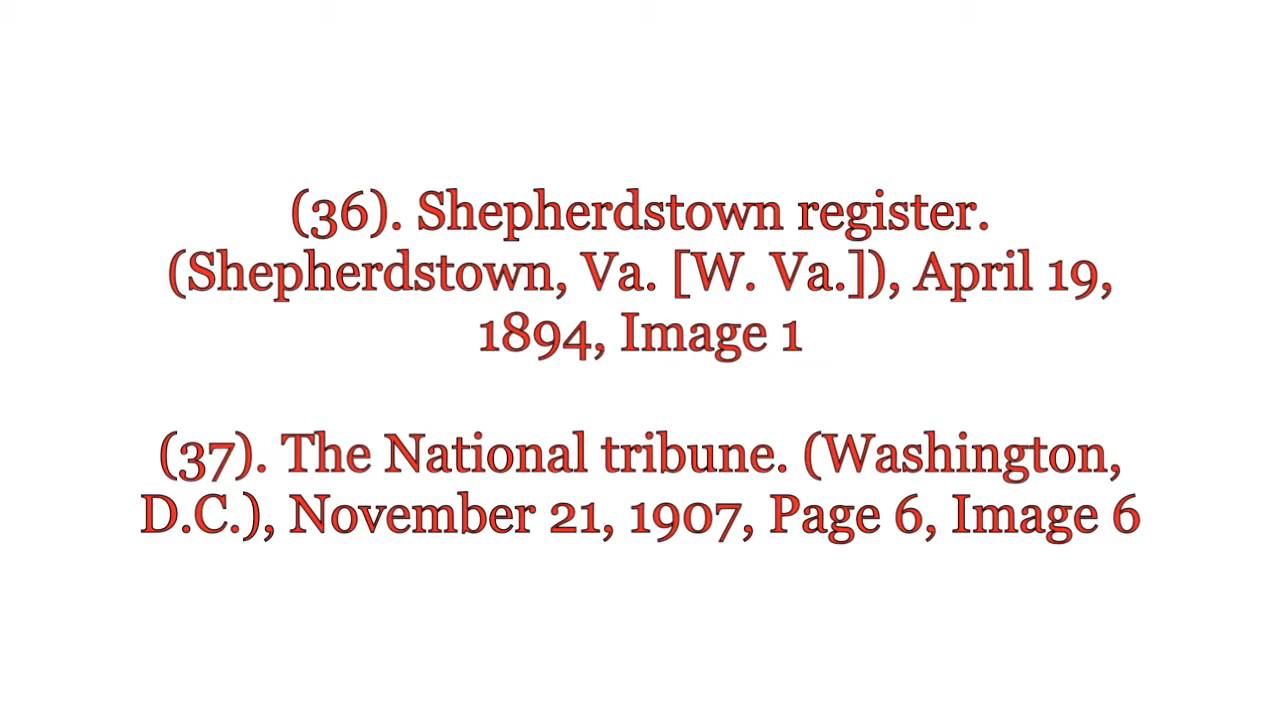 (36). Shepherdstown register.
(Shepherdstown, Va. [W. Va.]), April 19,
1894, Image 1
(37). The National tribune. (Washington,
D.C.), November 21, 1907, Page 6, Image 6